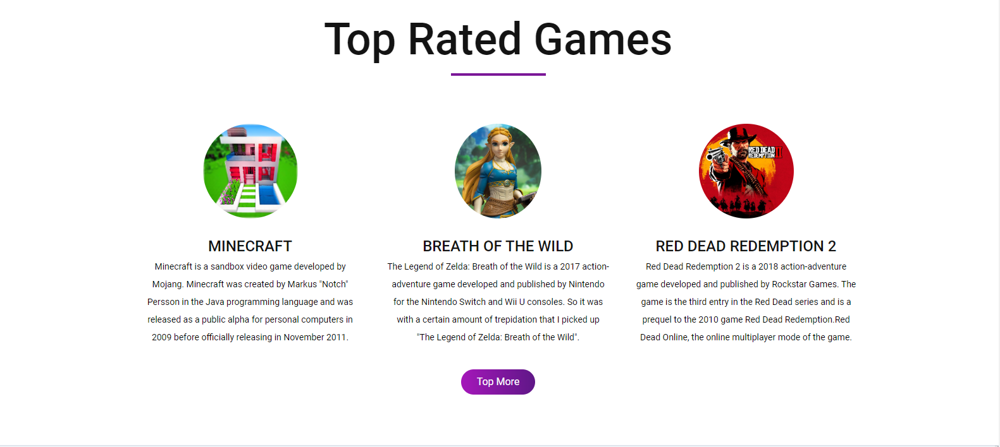 Top Rated Games
RED DEAD
REDEMPTION II
MINECRAFT
Minecraft is a sandbox video game developed by
Mojang. Minecraft was created by Markus "Notch"
Persson in the Java programming language and was
released as a public alpha for personal computers in
2009 before officially releasing in November 2011.
BREATH OF THE WILD
The Legend of Zelda: Breath of the Wild is a 2017 action-
adventure game developed and published by Nintendo
for the Nintendo Switch and Wii U consoles. So it was
with a certain amount of trepidation that I picked up
"The Legend of Zelda: Breath of the Wild".
RED DEAD REDEMPTION 2
Red Dead Redemption 2 is a 2018 action-adventure
game developed and published by Rockstar Games. The
game is the third entry in the Red Dead series and is a
prequel to the 2010 game Red Dead Redemption.Red
Dead Online, the online multiplayer mode of the game.
Top More